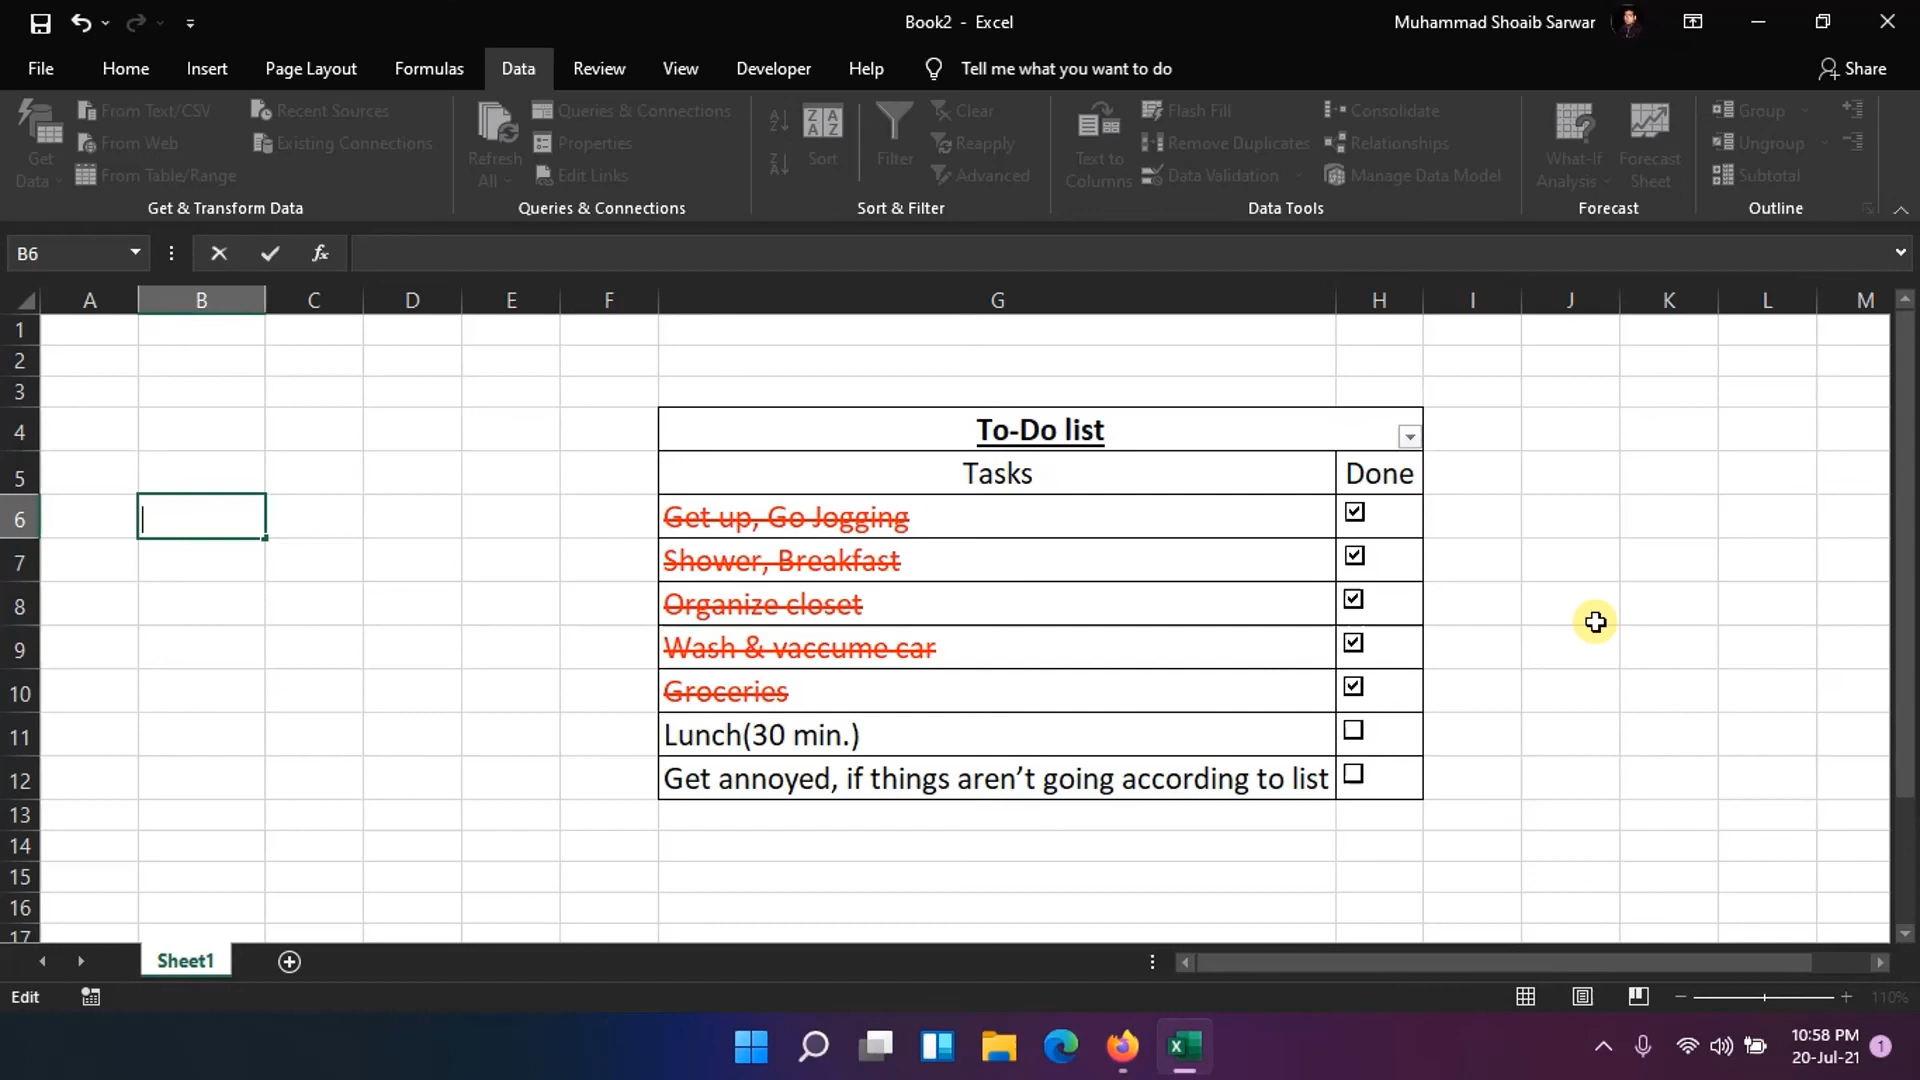 Book2 - Excel
Muhammad Shoaib Sarwar
File Home Insert Page Layout Formulas Data Review View Developer Help Tell me what you want to do Share
Get Data
From Text/CSV
From Web
From Table/Range
Recent Sources
Existing Connections
Get & Transform Data
Refresh All
Queries & Connections
Properties
Edit Links
Queries & Connections
Sort
Filter
Clear
Reapply
Advanced
Sort & Filter
Text to Columns
Flash Fill
Remove Duplicates
Data Validation
Consolidate
Relationships
Manage Data Model
Data Tools
What-If Analysis
Forecast Sheet
Forecast
Group
Ungroup
Subtotal
Outline
B6
fx
A B C D E F G H I J K L M
1
2
3
4 To-Do list
5 Tasks Done
6 Get up, Go Jogging
7 Shower, Breakfast
8 Organize closet
9 Wash & vaccume car
10 Groceries
11 Lunch(30 min.)
12 Get annoyed, if things aren’t going according to list
13
14
15
16
17
Sheet1
Edit
110%
10:58 PM
20-Jul-21
1